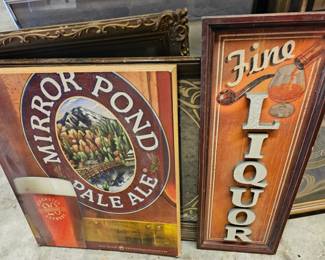 MIRROR POND
PALE ALE
Fine
LIQUOR